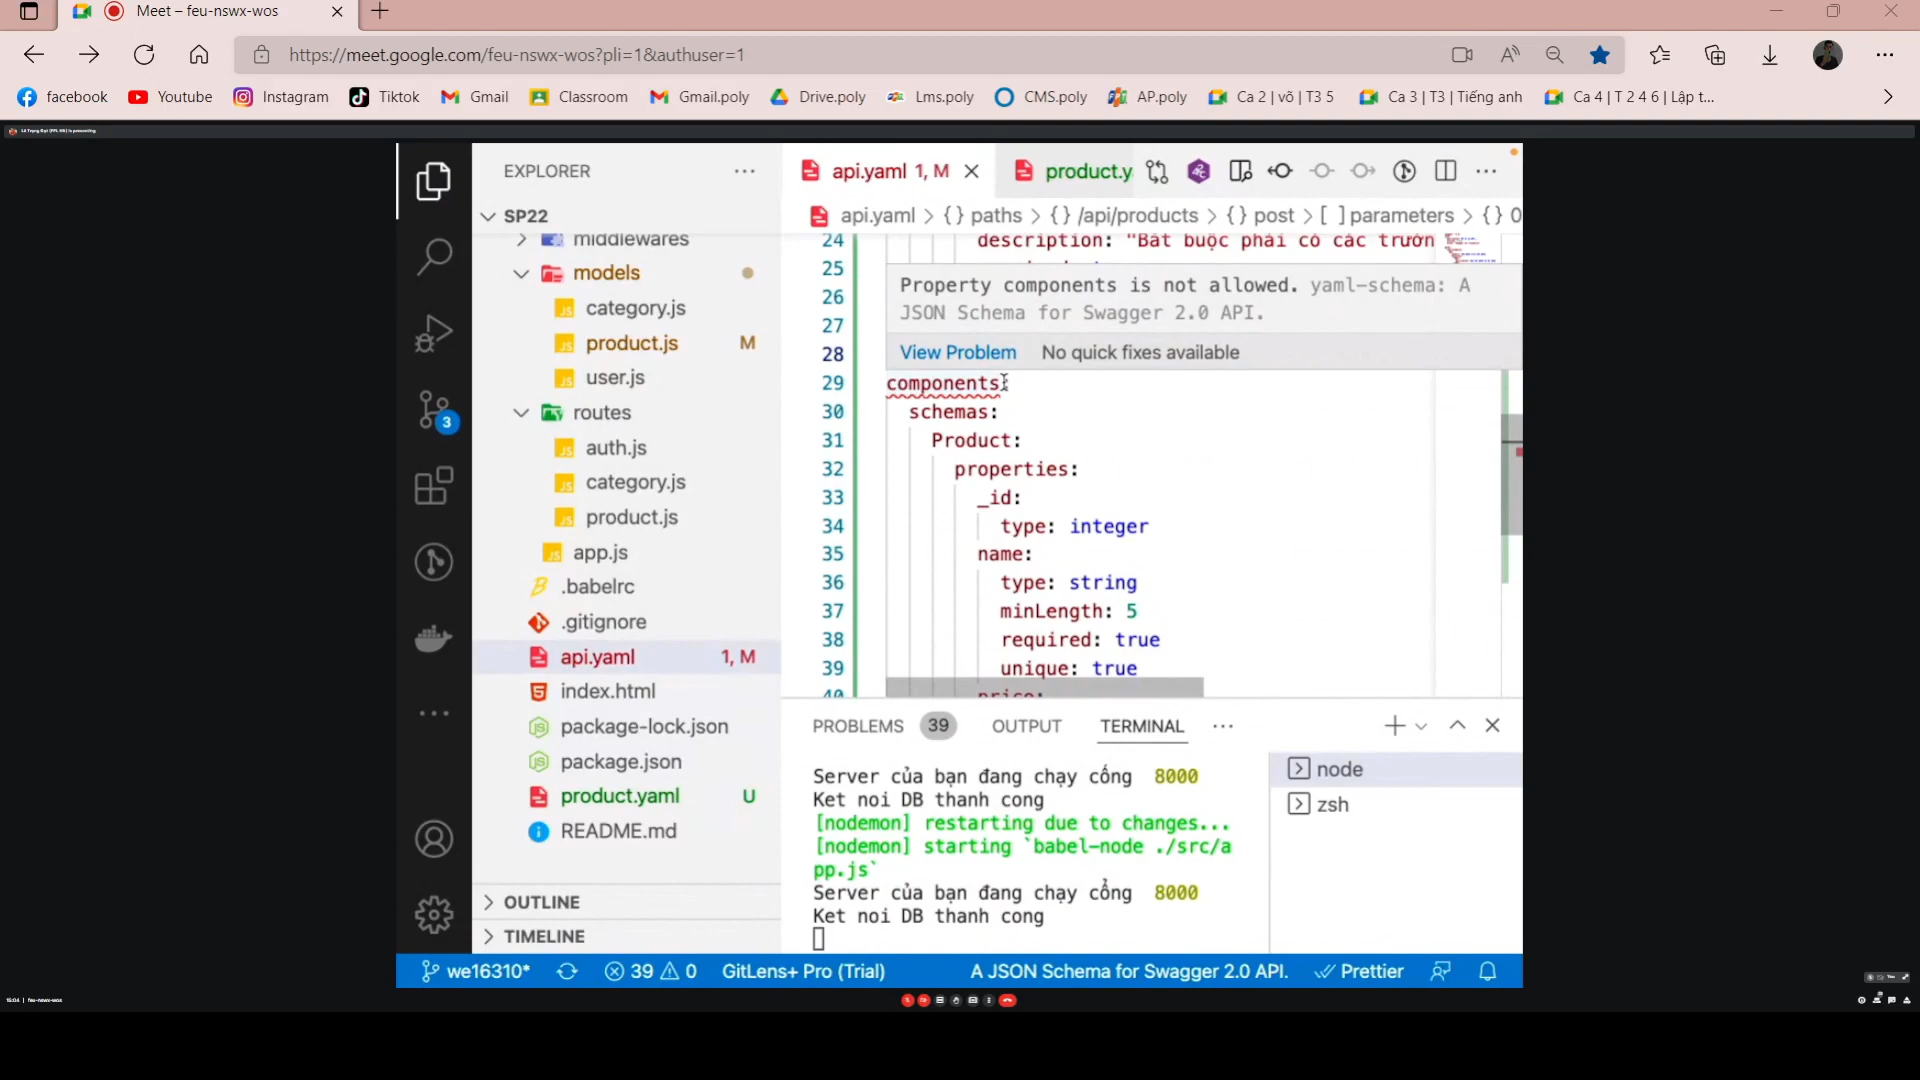 Meet – feu-nswx-wos
https://meet.google.com/feu-nswx-wos?pli=1&authuser=1
facebook Youtube Instagram Tiktok Gmail Classroom Gmail.poly Drive.poly Lms.poly CMS.poly AP.poly Ca 2 | võ | T3 5 Ca 3 | T3 | Tiếng anh Ca 4 | T 2 4 6 | Lập t...
EXPLORER
SP22
middlewares
models
category.js
product.js M
user.js
routes
auth.js
category.js
product.js
app.js
.babelrc
.gitignore
api.yaml 1, M
index.html
package-lock.json
package.json
product.yaml U
README.md
OUTLINE
TIMELINE
3
api.yaml 1, M
product.y
api.yaml > {} paths > {} /api/products > {} post > [ ] parameters > {} 0
24 description: "Bắt buộc phải có các trườn
25
26
27
28
Property components is not allowed. yaml-schema: A
JSON Schema for Swagger 2.0 API.
View Problem No quick fixes available
29 components:
30 schemas:
31 Product:
32 properties:
33 _id:
34 type: integer
35 name:
36 type: string
37 minLength: 5
38 required: true
39 unique: true
40 price:
PROBLEMS 39 OUTPUT TERMINAL
Server của bạn đang chạy cổng 8000
Ket noi DB thanh cong
[nodemon] restarting due to changes...
[nodemon] starting `babel-node ./src/a
pp.js`
Server của bạn đang chạy cổng 8000
Ket noi DB thanh cong
node
zsh
we16310* 39 0 GitLens+ Pro (Trial) A JSON Schema for Swagger 2.0 API. Prettier
15:04 | feu-nswx-wos